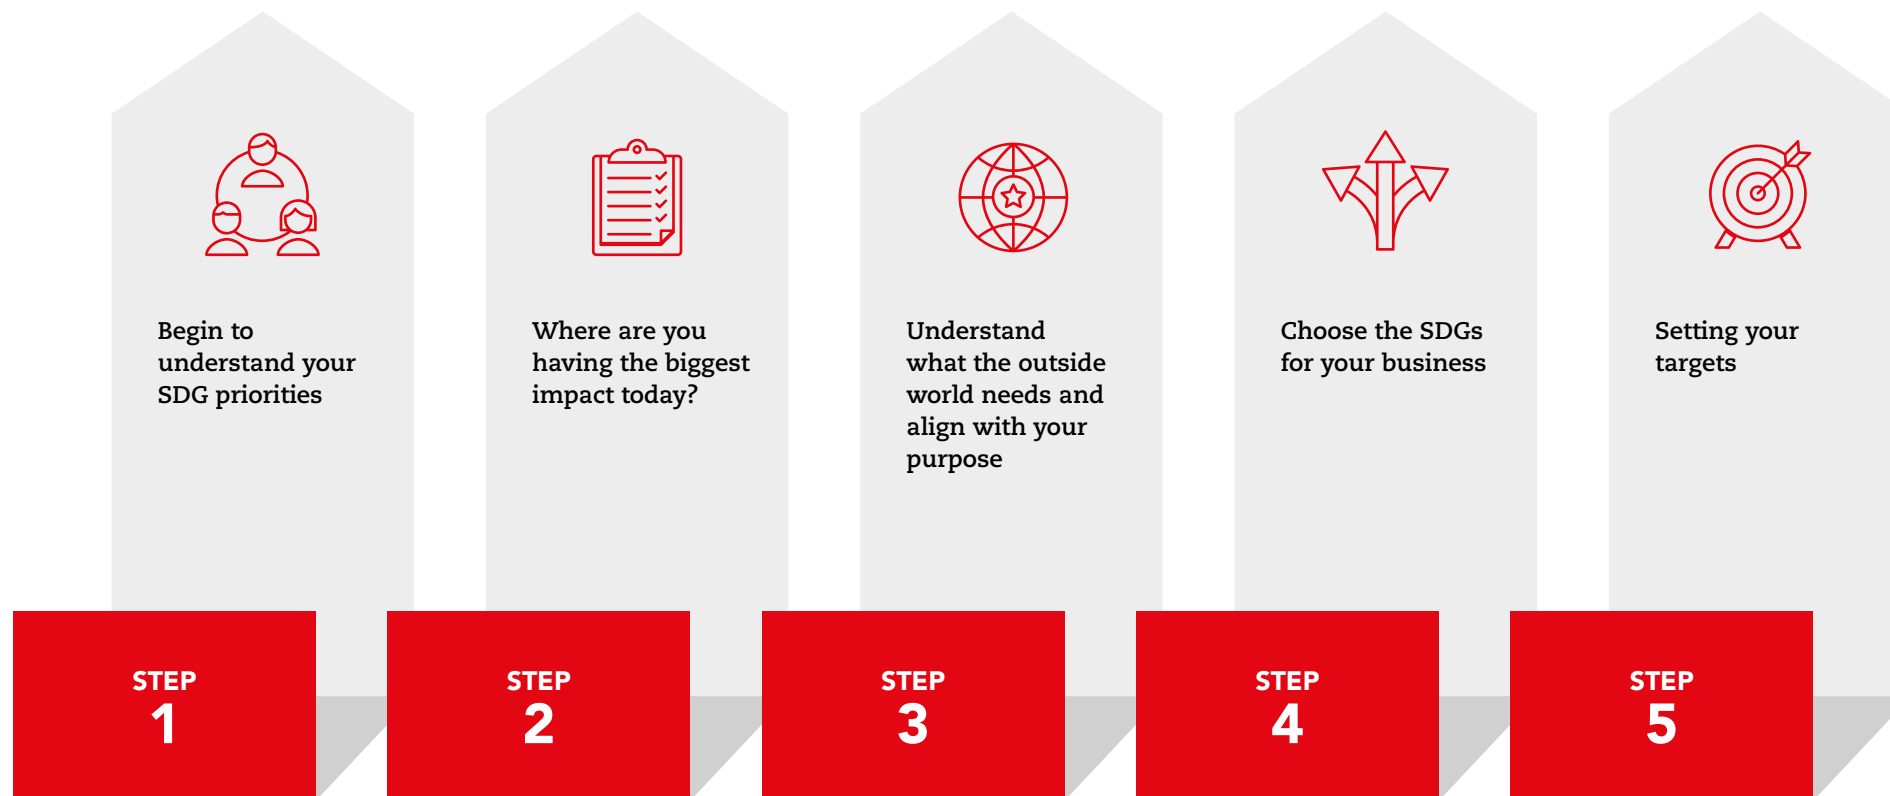 Begin to
understand your
SDG priorities
STEP
1
Where are you
having the biggest
impact today?
STEP
2
Understand
what the outside
world needs and
align with your
purpose
STEP
3
Choose the SDGs
for your business
STEP
4
Setting your
targets
STEP
5